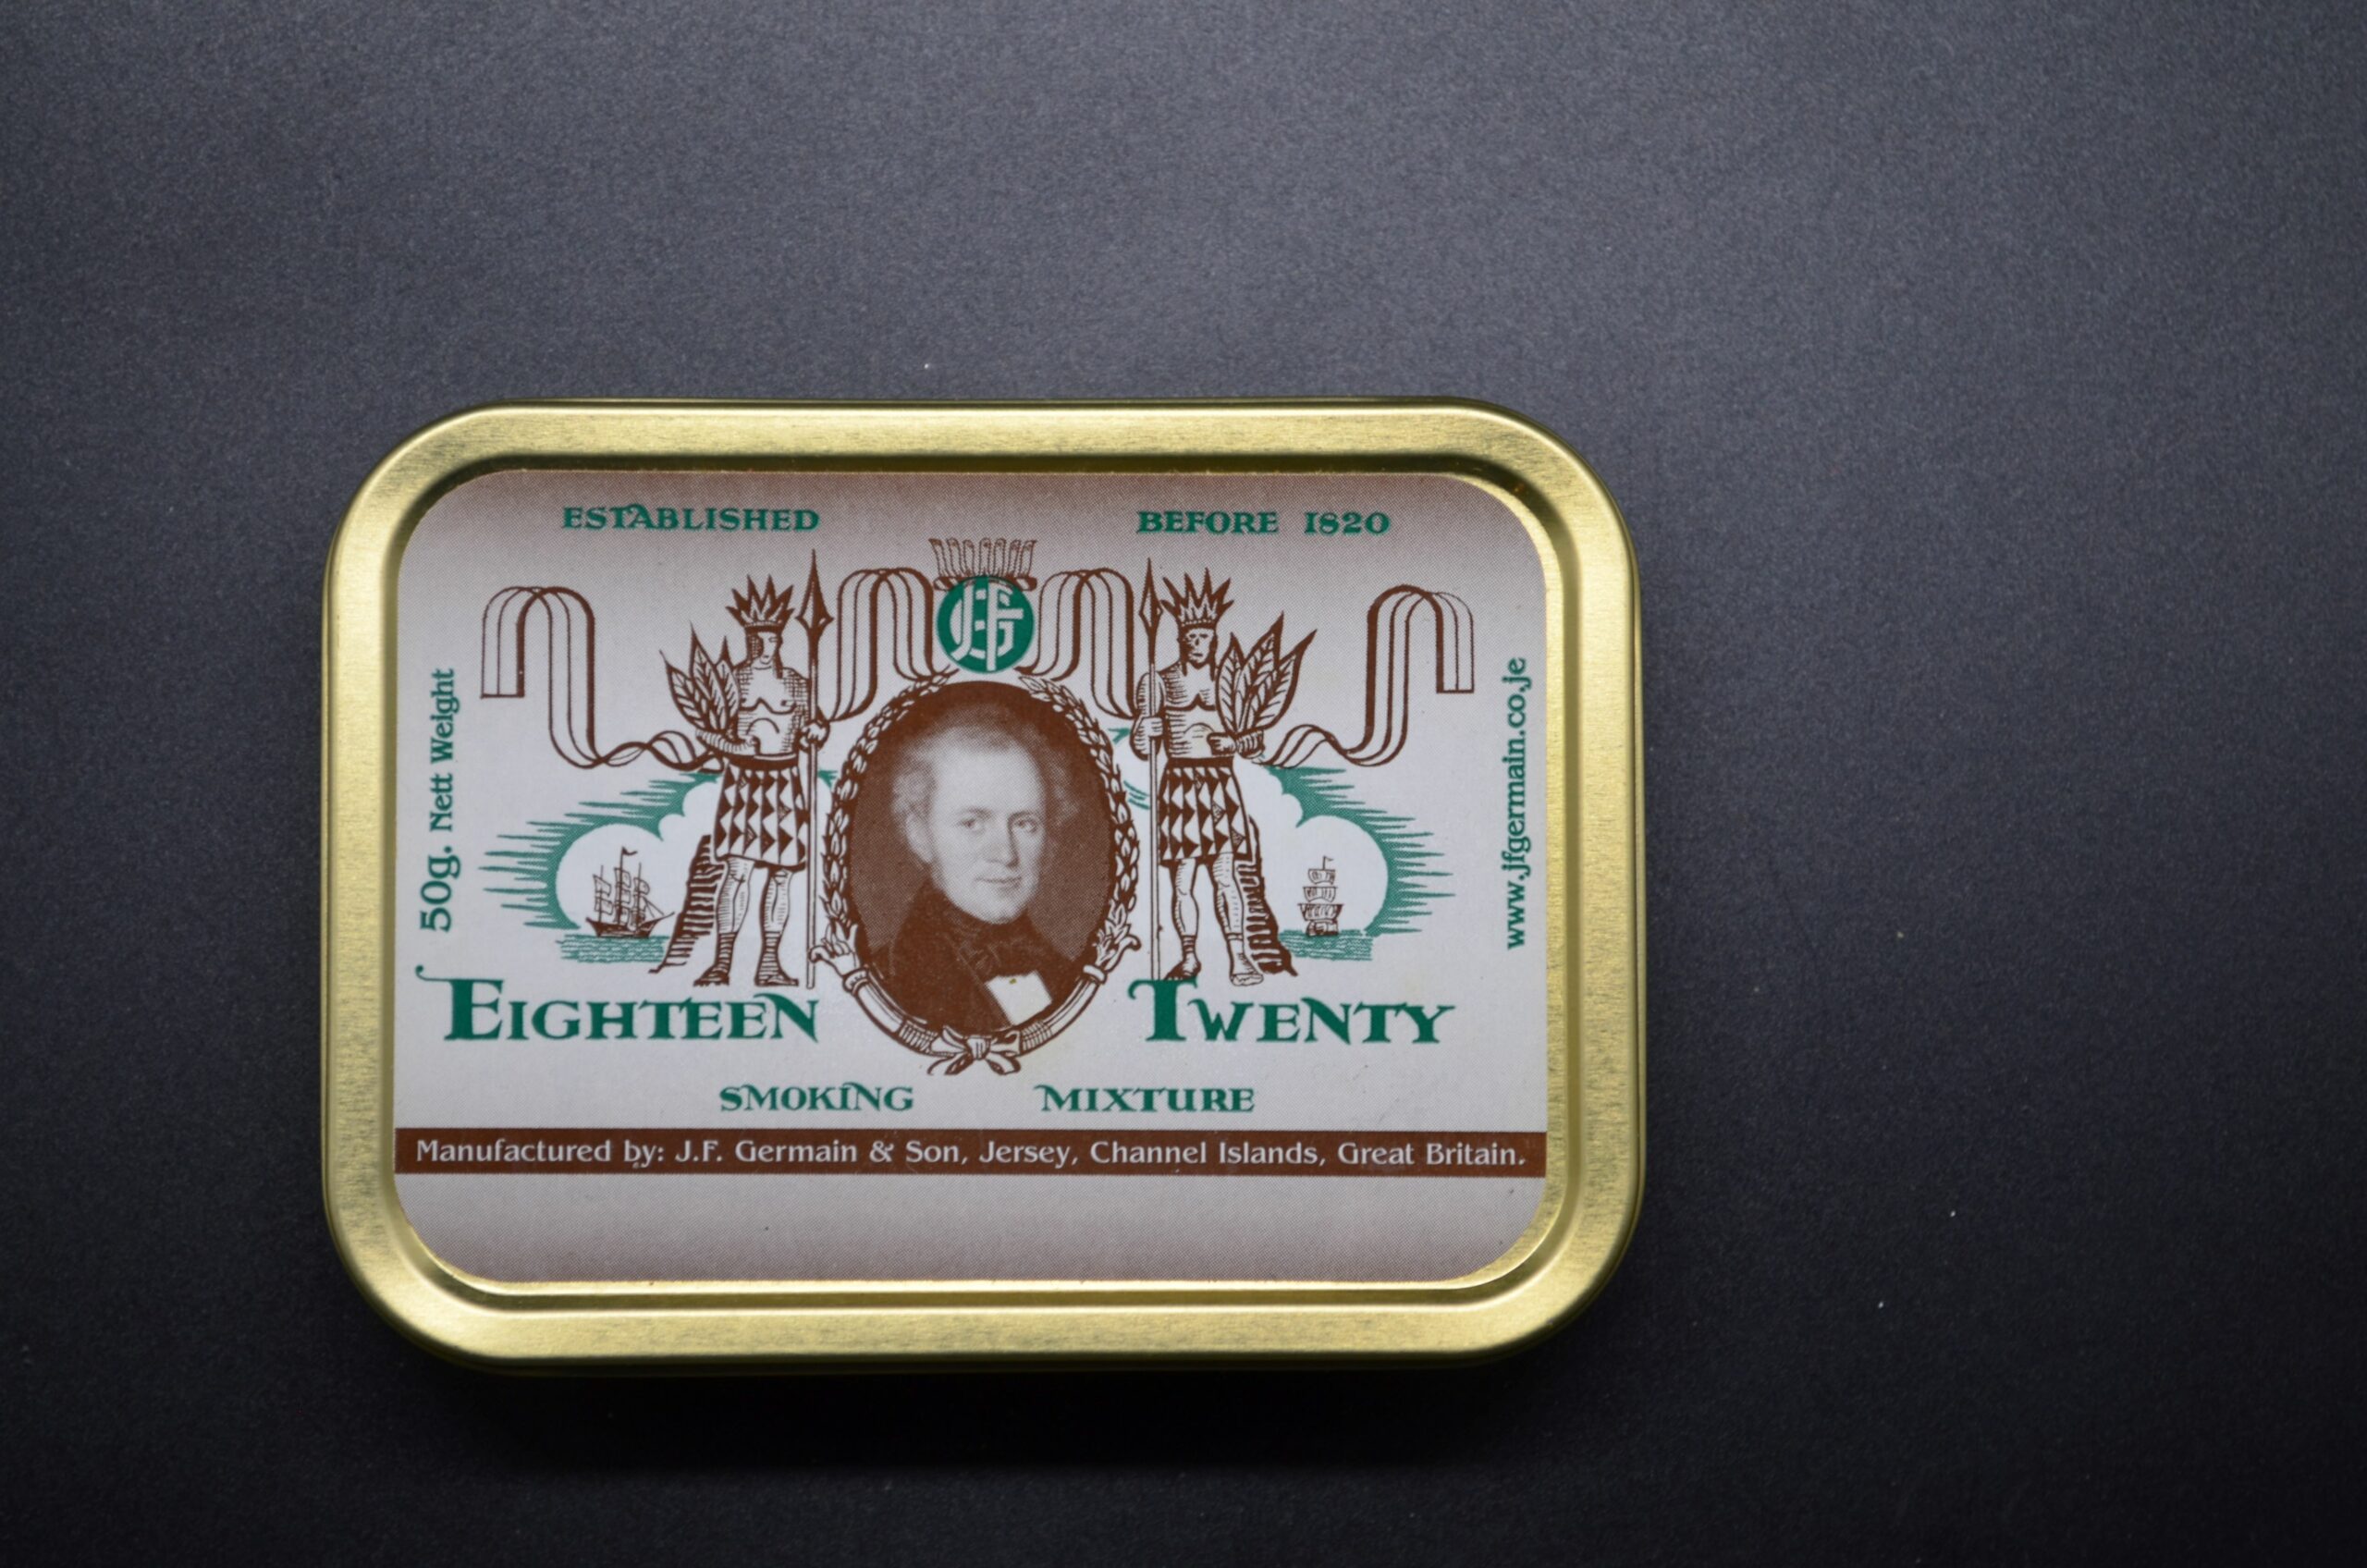 ESTABLISHED BEFORE 1820
JFG
50g. Nett Weight
www.jfgermain.co.je
EIGHTEEN TWENTY
SMOKING MIXTURE
Manufactured by: J.F. Germain & Son, Jersey, Channel Islands, Great Britain.